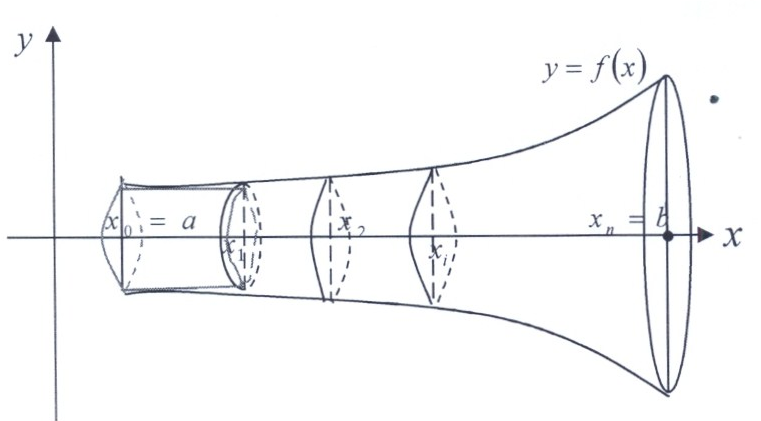 y
y = f(x)
x₀ = a
x₁
x₂
xᵢ
xₙ = b
x